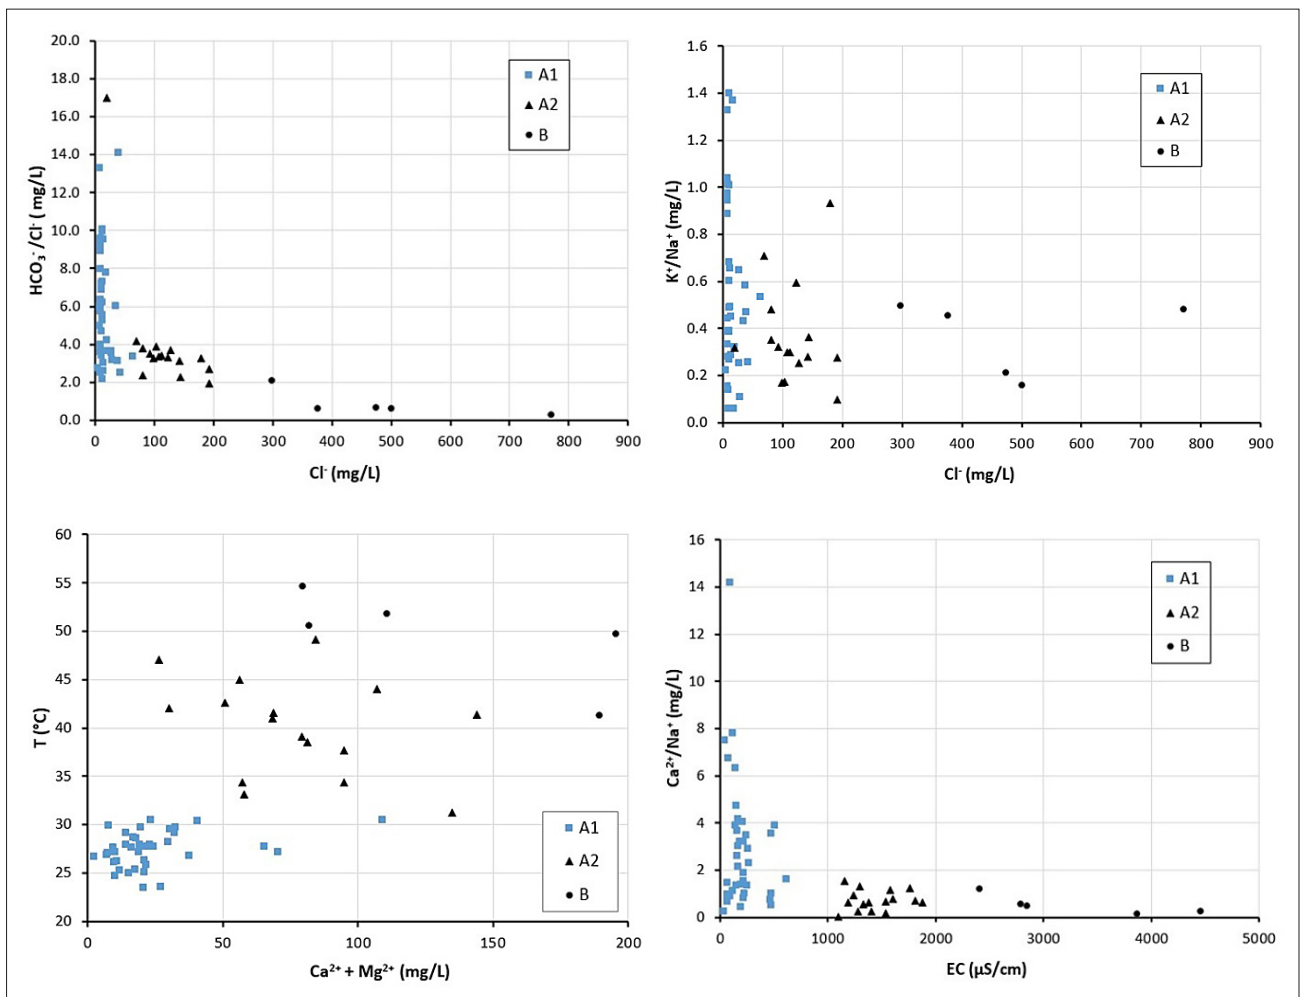 20.0
18.0
16.0
14.0
12.0
10.0
8.0
6.0
4.0
2.0
0.0
HCO₃⁻/Cl⁻ (mg/L)
A1
A2
B
0 100 200 300 400 500 600 700 800 900
Cl⁻ (mg/L)
1.6
1.4
1.2
1.0
0.8
0.6
0.4
0.2
0.0
K⁺/Na⁺ (mg/L)
A1
A2
B
0 100 200 300 400 500 600 700 800 900
Cl⁻ (mg/L)
60
55
50
45
40
35
30
25
20
T (°C)
A1
A2
B
0 50 100 150 200
Ca²⁺ + Mg²⁺ (mg/L)
16
14
12
10
8
6
4
2
0
Ca²⁺/Na⁺ (mg/L)
A1
A2
B
0 1000 2000 3000 4000 5000
EC (µS/cm)